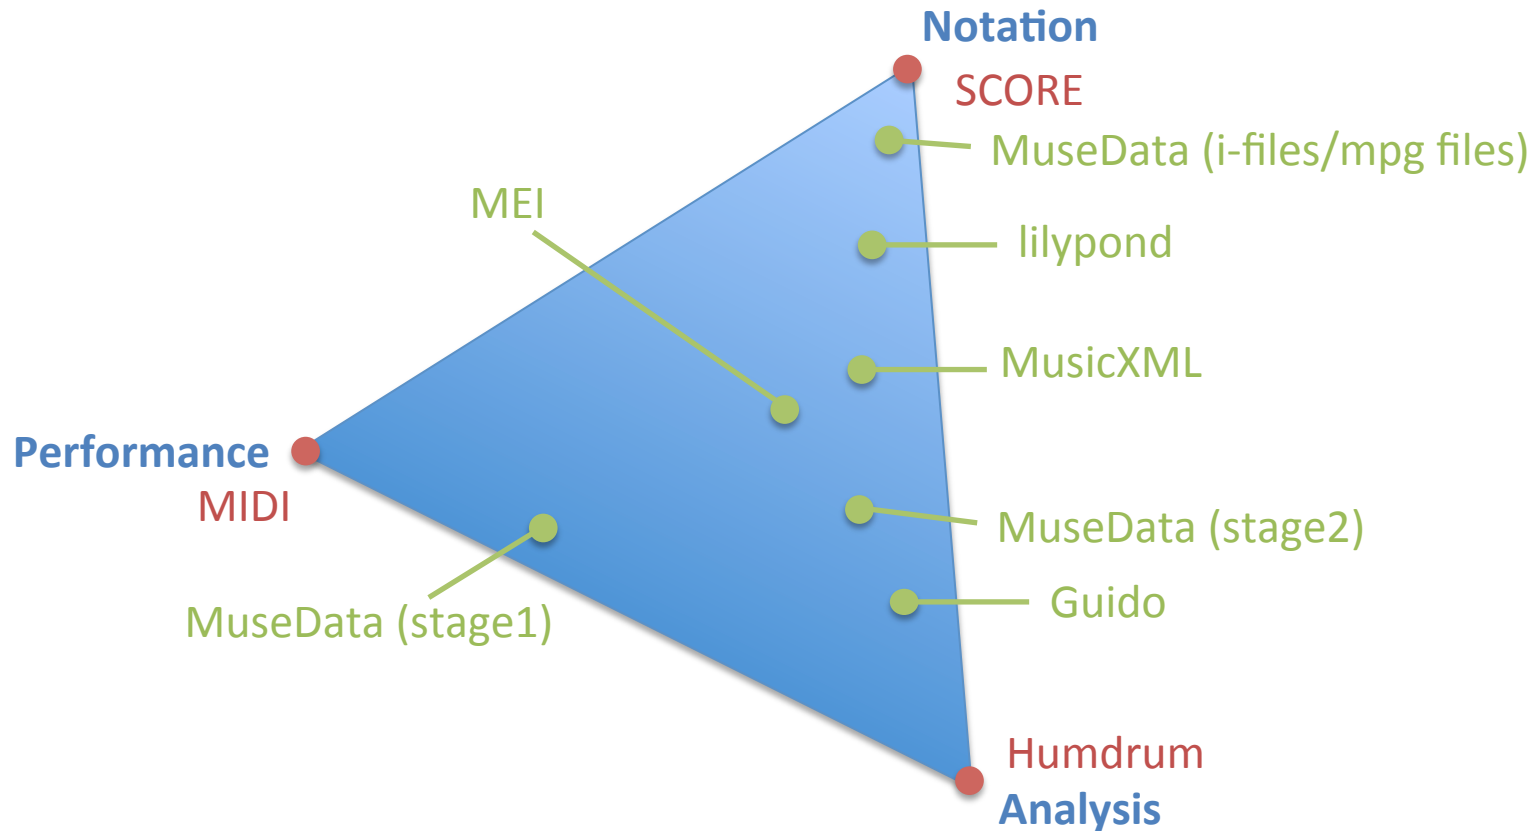 Notation
SCORE
MuseData (i-files/mpg files)
MEI
lilypond
MusicXML
Performance
MIDI
MuseData (stage2)
Guido
MuseData (stage1)
Humdrum
Analysis